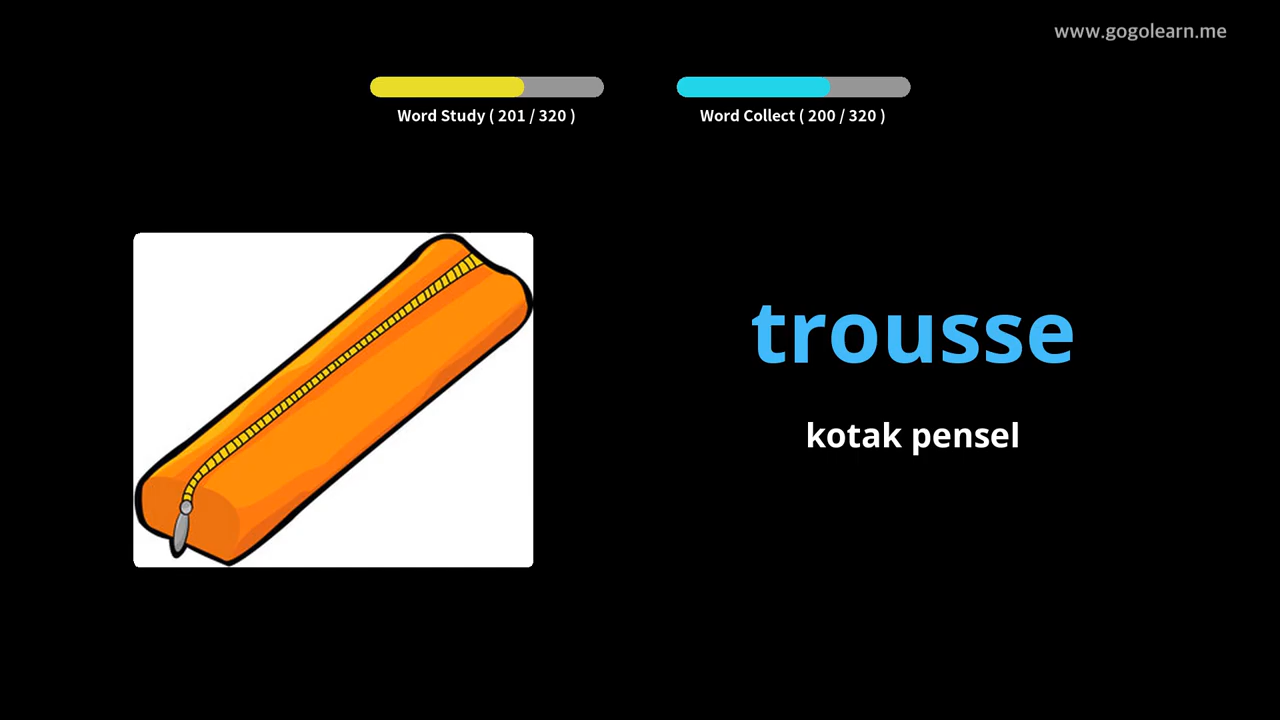 www.gogolearn.me
Word Study ( 201 / 320 )
Word Collect ( 200 / 320 )
trousse
kotak pensel